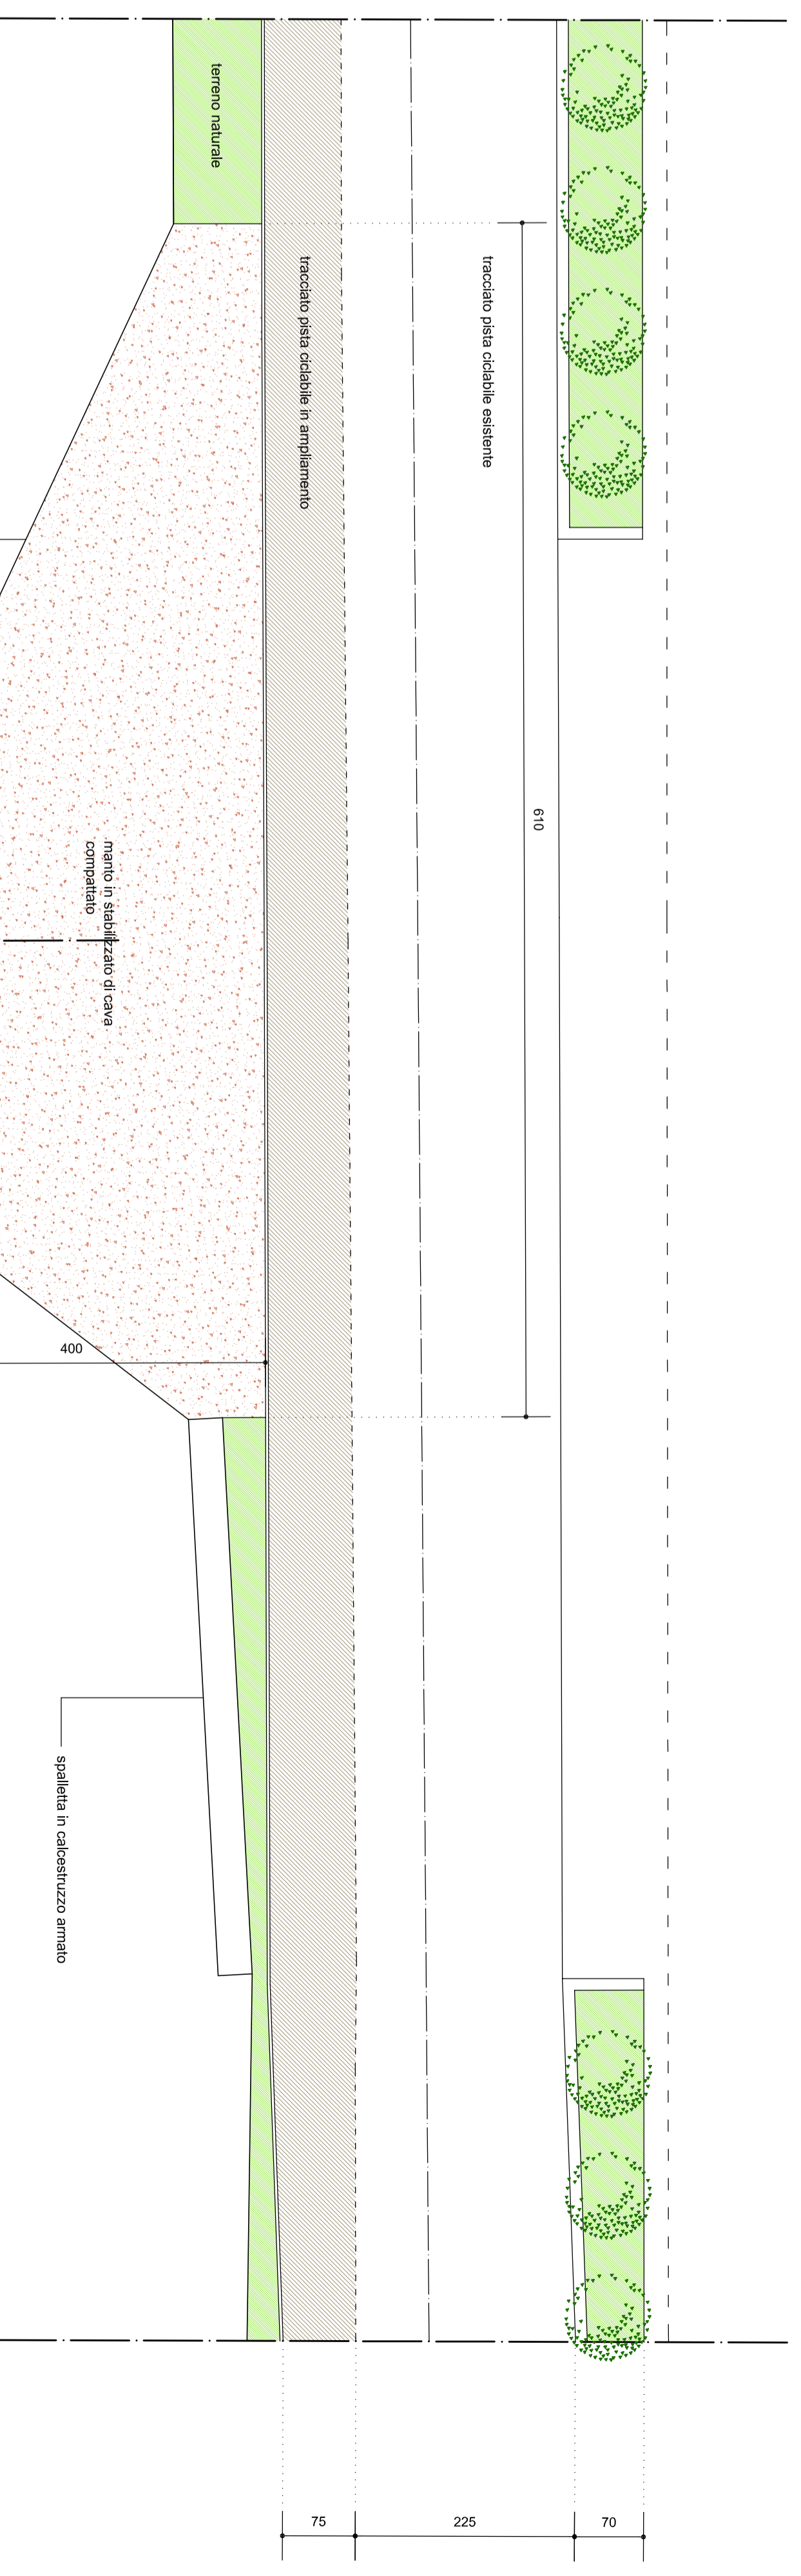 terreno naturale
tracciato pista ciclabile in ampliamento
tracciato pista ciclabile esistente
610
manto in stabilizzato di cava
compattato
400
spalletta in calcestruzzo armato
75
225
70